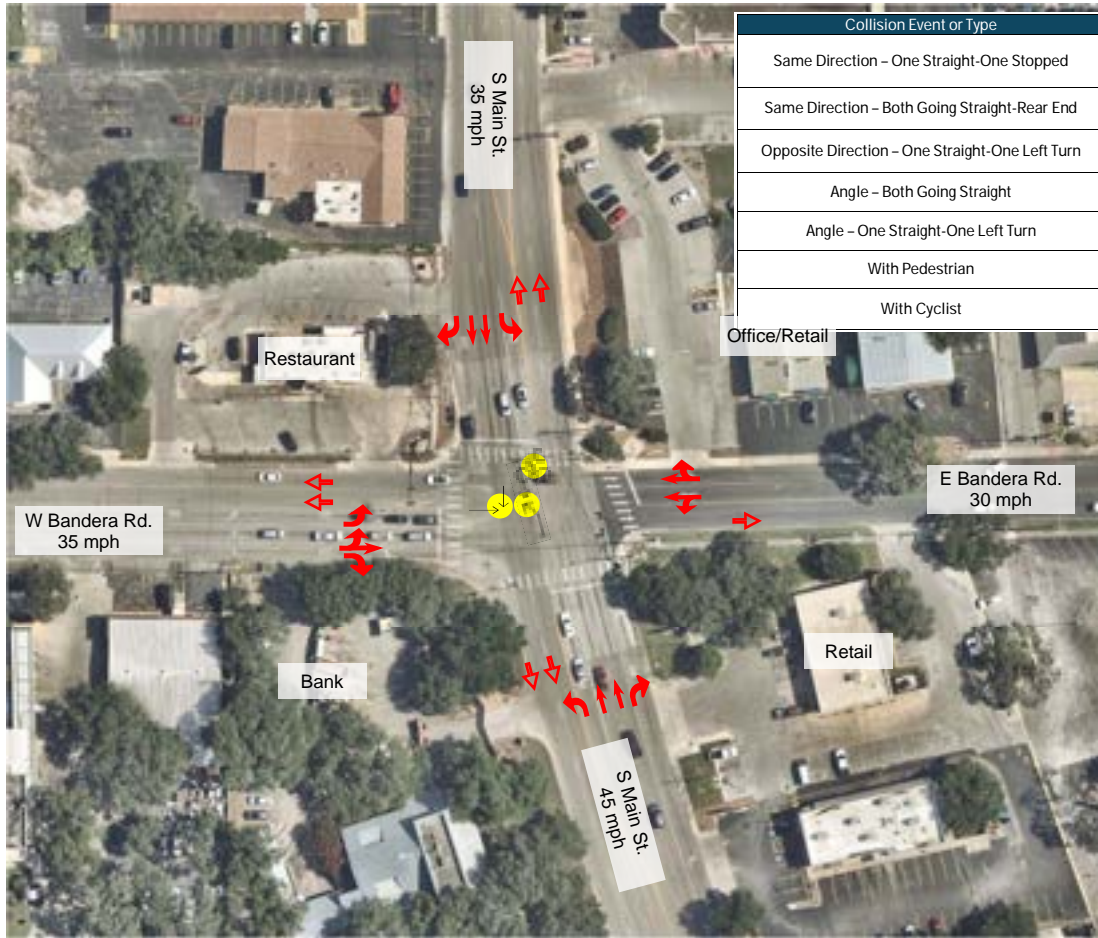 Collision Event or Type
Same Direction – One Straight-One Stopped
Same Direction – Both Going Straight-Rear End
Opposite Direction – One Straight-One Left Turn
Angle – Both Going Straight
Angle – One Straight-One Left Turn
With Pedestrian
With Cyclist
S Main St.
35 mph
Office/Retail
Restaurant
E Bandera Rd.
30 mph
W Bandera Rd.
35 mph
Retail
Bank
S Main St.
45 mph